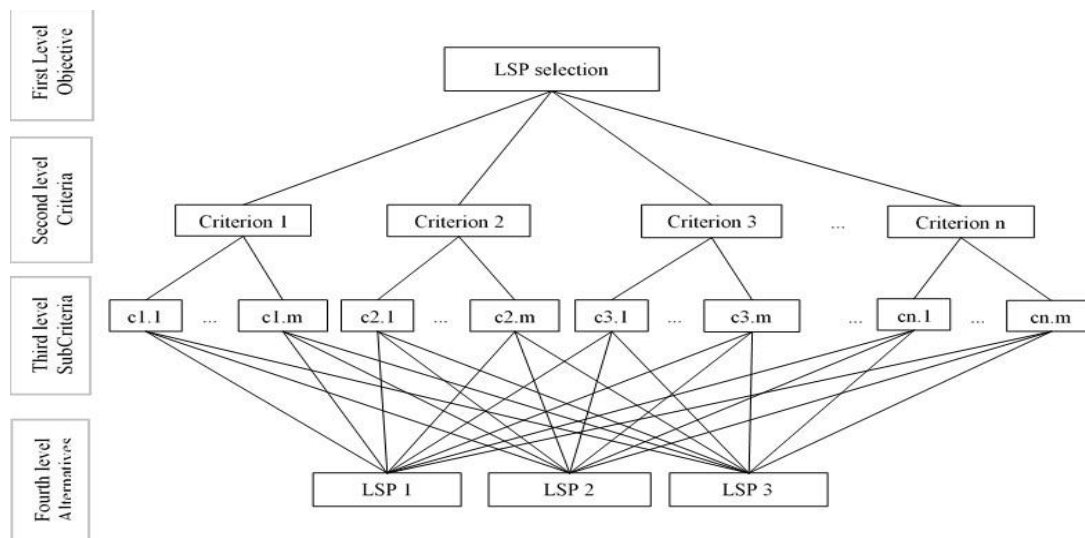 First Level
Objective
LSP selection
Second level
Criteria
Criterion 1
Criterion 2
Criterion 3
...
Criterion n
Third level
SubCriteria
c1.1
...
c1.m
c2.1
...
c2.m
c3.1
...
c3.m
...
cn.1
...
cn.m
Fourth level
Alternatives
LSP 1
LSP 2
LSP 3